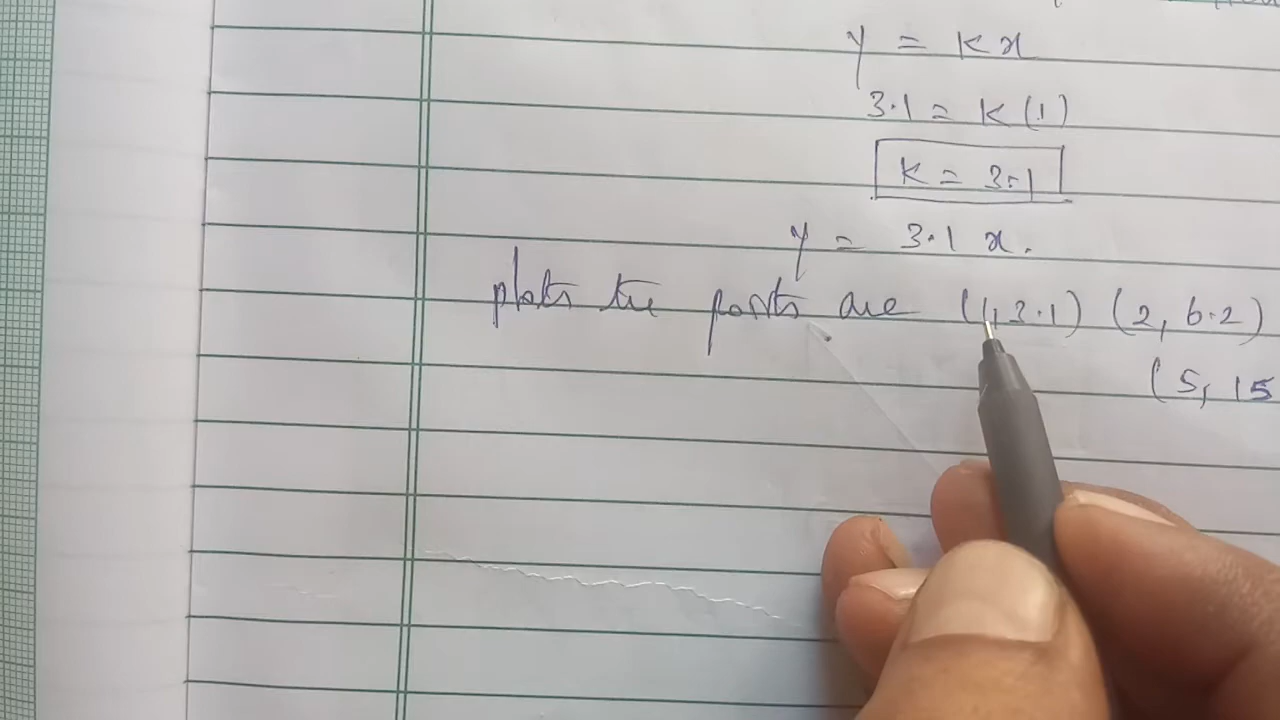 y = kx
3.1 = k(1)
k = 3.1
y = 3.1 x.
plots the points are (1,3.1) (2, 6.2)
(5, 15